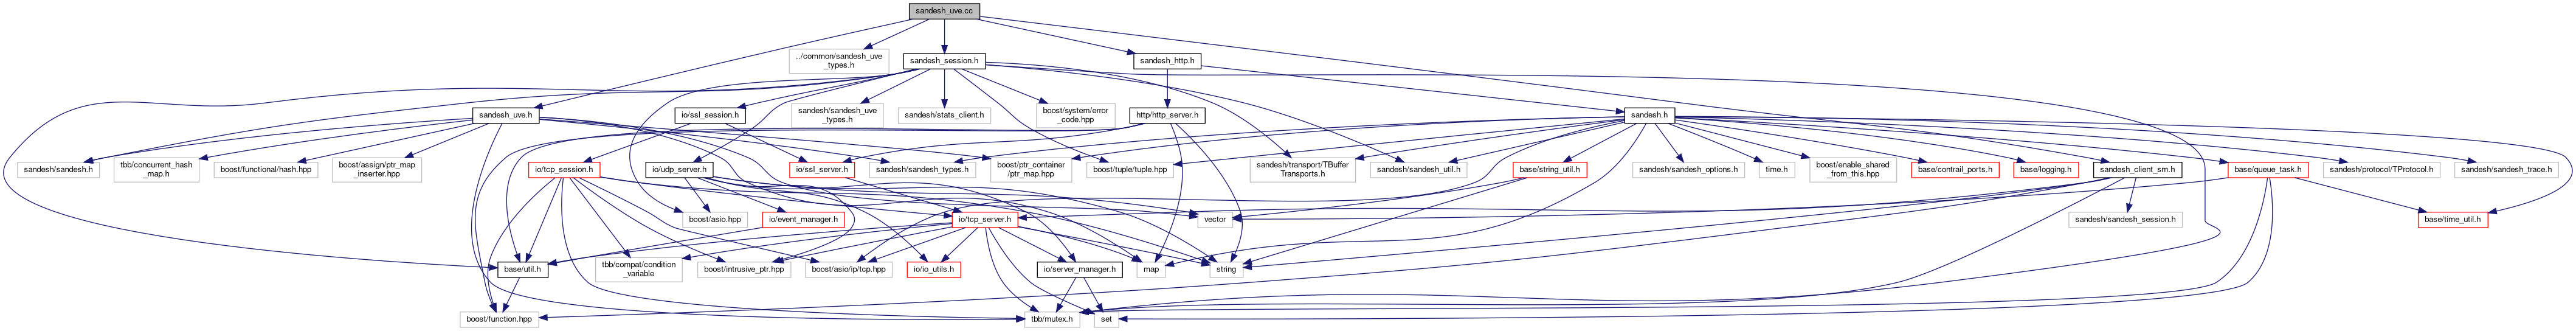 sandesh_uve.cc
../common/sandesh_uve
_types.h
sandesh_session.h
sandesh_http.h
sandesh_uve.h
io/ssl_session.h
sandesh/sandesh_uve
_types.h
sandesh/stats_client.h
boost/system/error
_code.hpp
http/http_server.h
sandesh.h
sandesh/sandesh.h
tbb/concurrent_hash
_map.h
boost/functional/hash.hpp
boost/assign/ptr_map
_inserter.hpp
io/tcp_session.h
io/udp_server.h
io/ssl_server.h
sandesh/sandesh_types.h
boost/ptr_container
/ptr_map.hpp
boost/tuple/tuple.hpp
sandesh/transport/TBuffer
Transports.h
sandesh/sandesh_util.h
base/string_util.h
sandesh/sandesh_options.h
time.h
boost/enable_shared
_from_this.hpp
base/contrail_ports.h
base/logging.h
sandesh_client_sm.h
base/queue_task.h
sandesh/protocol/TProtocol.h
sandesh/sandesh_trace.h
boost/asio.hpp
io/event_manager.h
io/tcp_server.h
vector
sandesh/sandesh_session.h
base/time_util.h
base/util.h
tbb/compat/condition
_variable
boost/intrusive_ptr.hpp
boost/asio/ip/tcp.hpp
io/io_utils.h
io/server_manager.h
map
string
boost/function.hpp
tbb/mutex.h
set